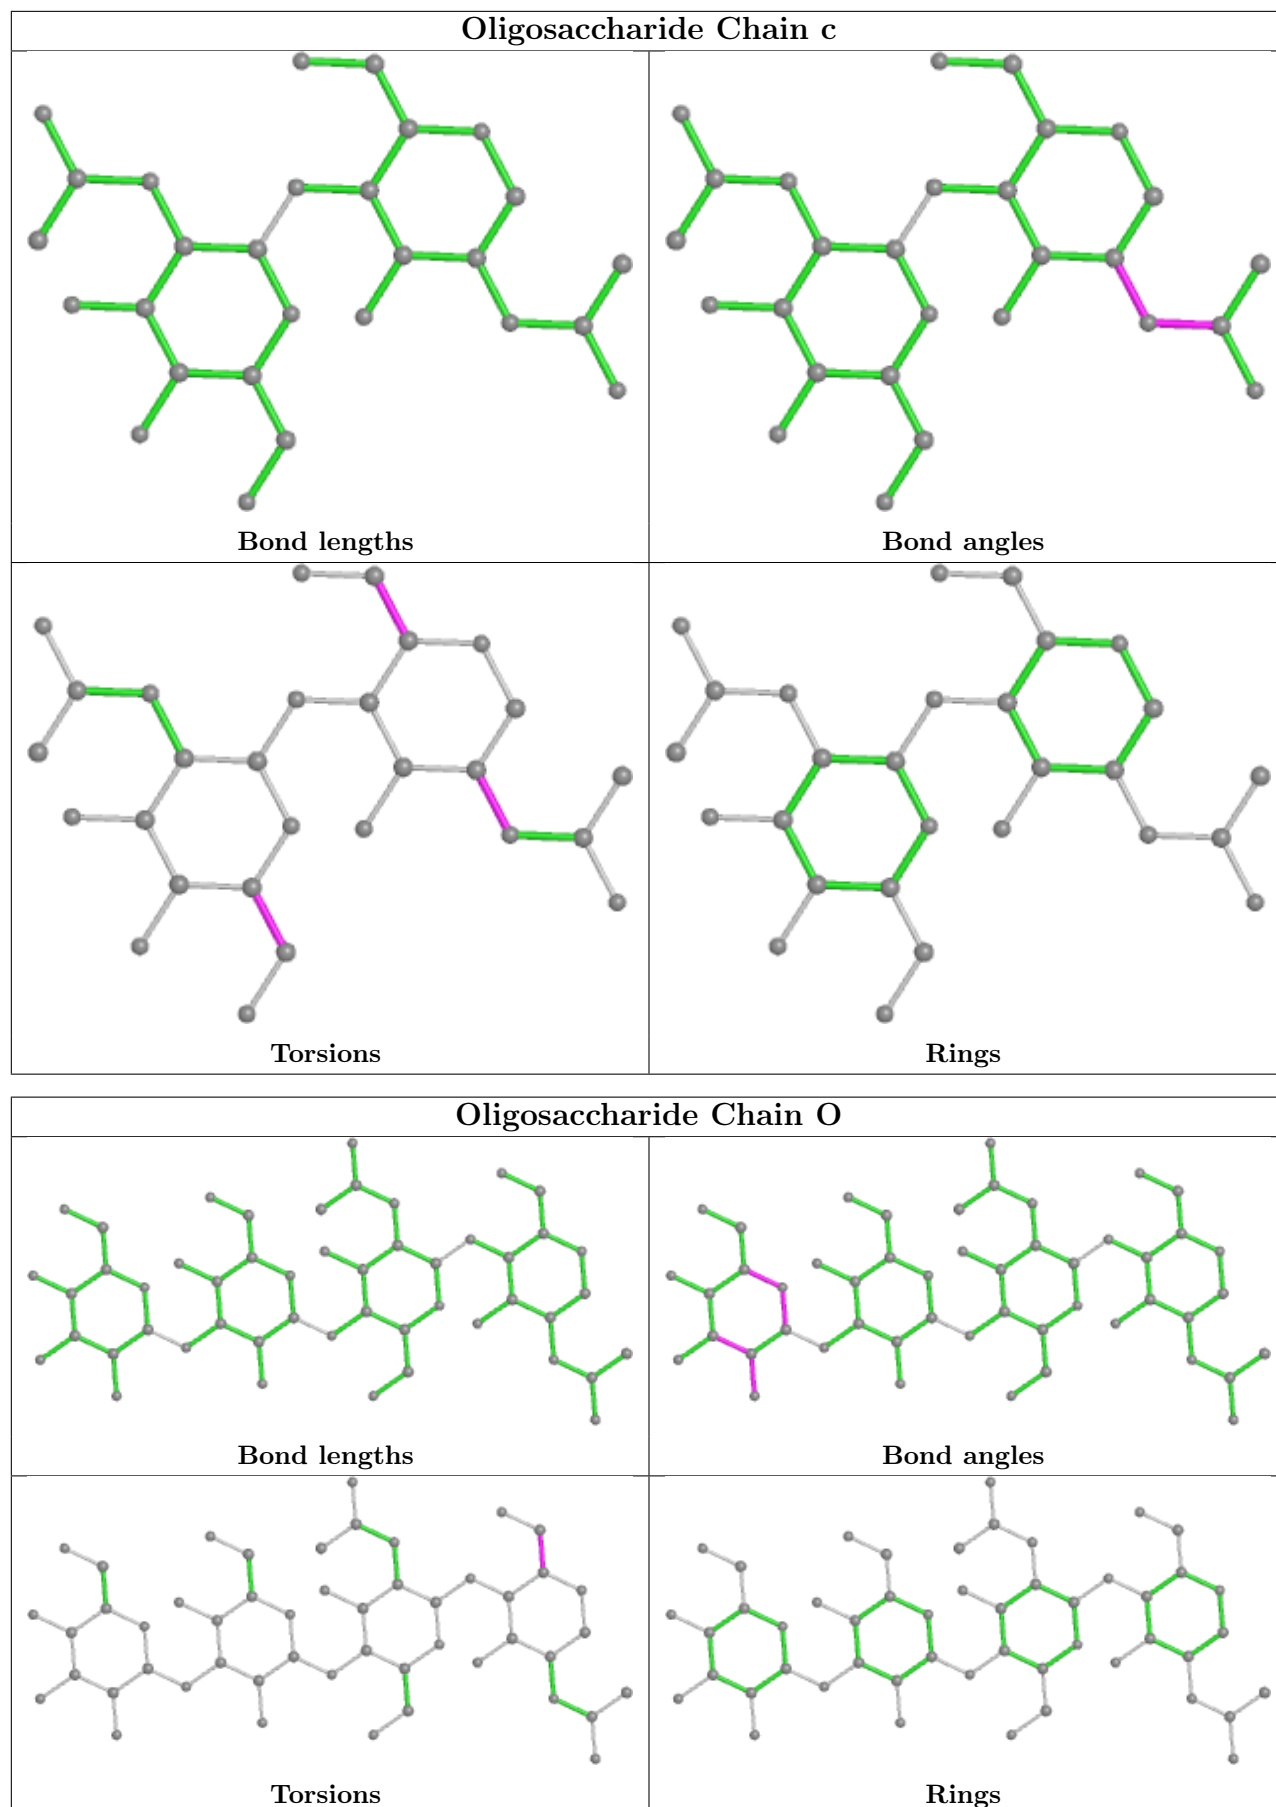 Oligosaccharide Chain c
Bond lengths
Bond angles
Torsions
Rings
Oligosaccharide Chain O
Bond lengths
Bond angles
Torsions
Rings